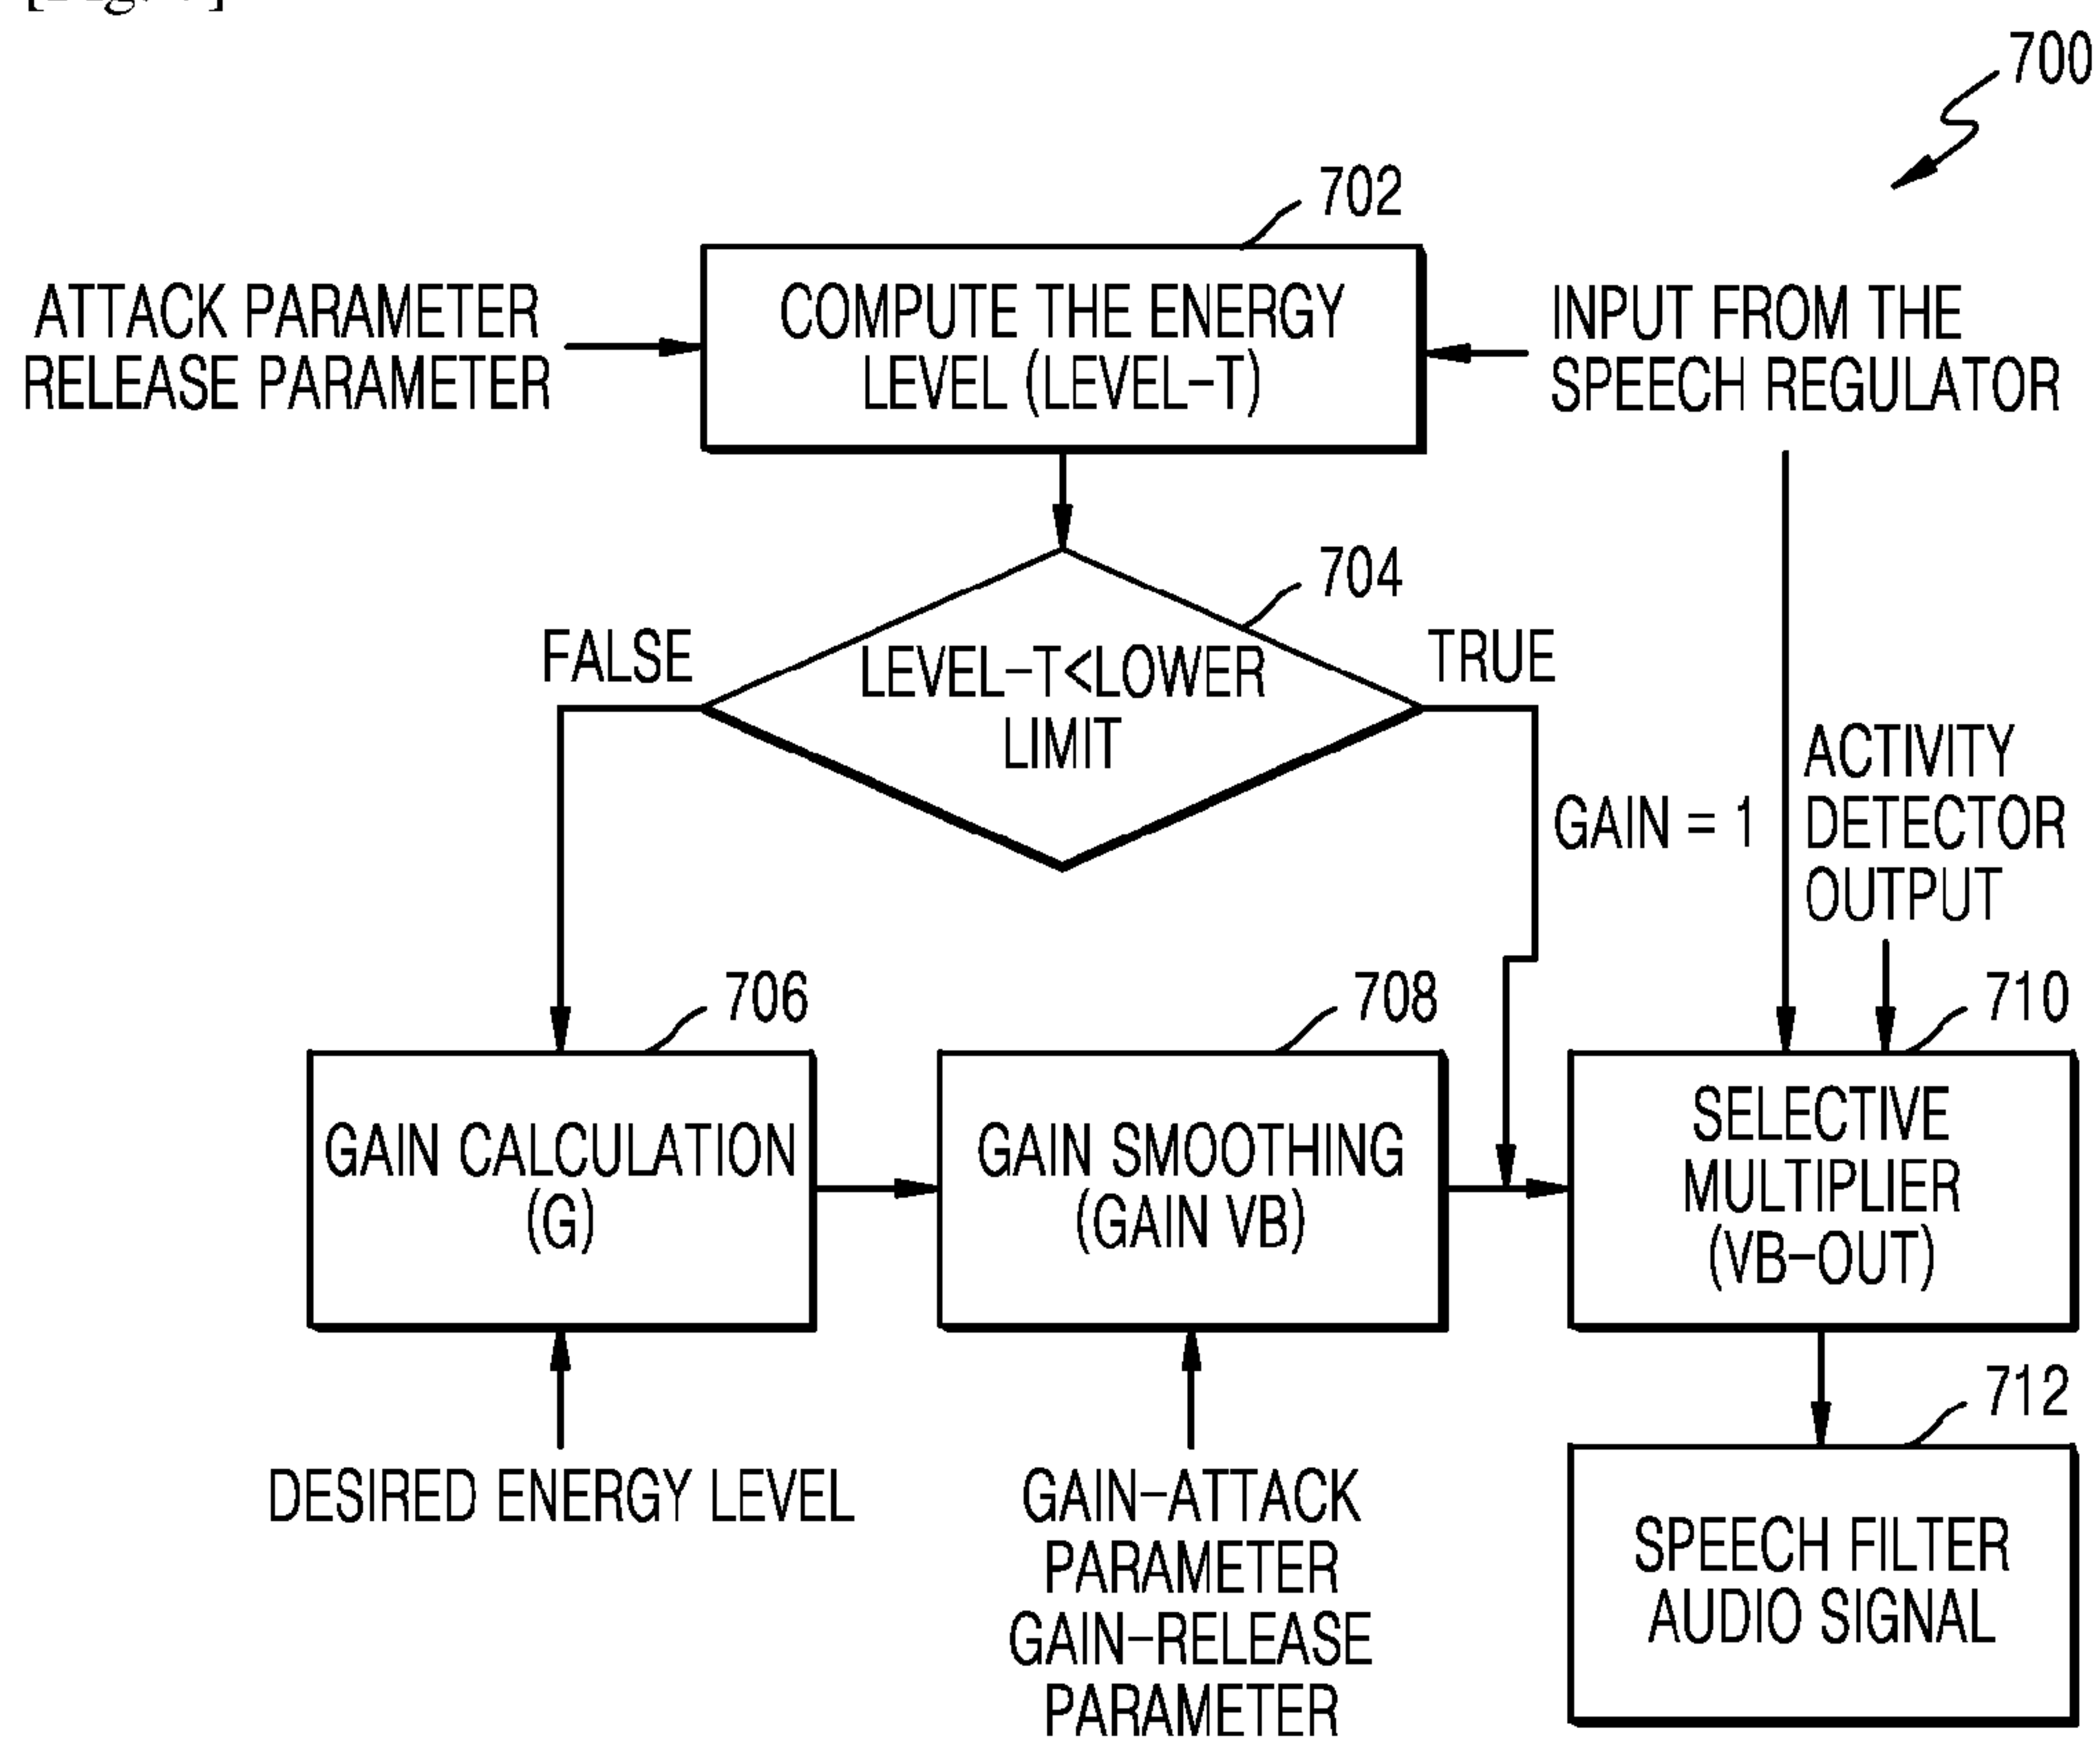 700
702
ATTACK PARAMETER
RELEASE PARAMETER
COMPUTE THE ENERGY
LEVEL (LEVEL-T)
INPUT FROM THE
SPEECH REGULATOR
704
FALSE
LEVEL-T<LOWER
LIMIT
TRUE
GAIN = 1
ACTIVITY
DETECTOR
OUTPUT
706
708
710
GAIN CALCULATION
(G)
GAIN SMOOTHING
(GAIN VB)
SELECTIVE
MULTIPLIER
(VB-OUT)
712
DESIRED ENERGY LEVEL
GAIN-ATTACK
PARAMETER
GAIN-RELEASE
PARAMETER
SPEECH FILTER
AUDIO SIGNAL